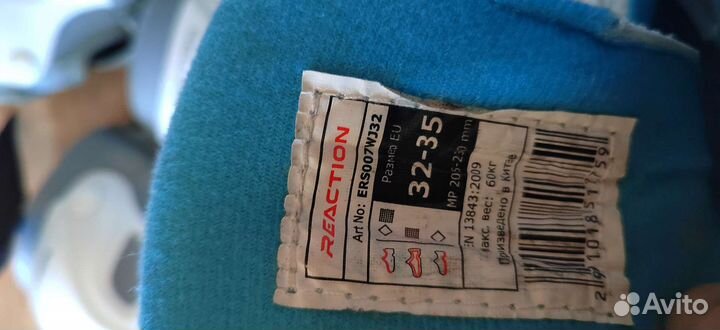 REACTION
Art No: ERS007WJ32
Размер EU
32-35
MP 205-230 mm
EN 13843:2009
Макс. вес: 60кг
Произведено в Китае
Avito